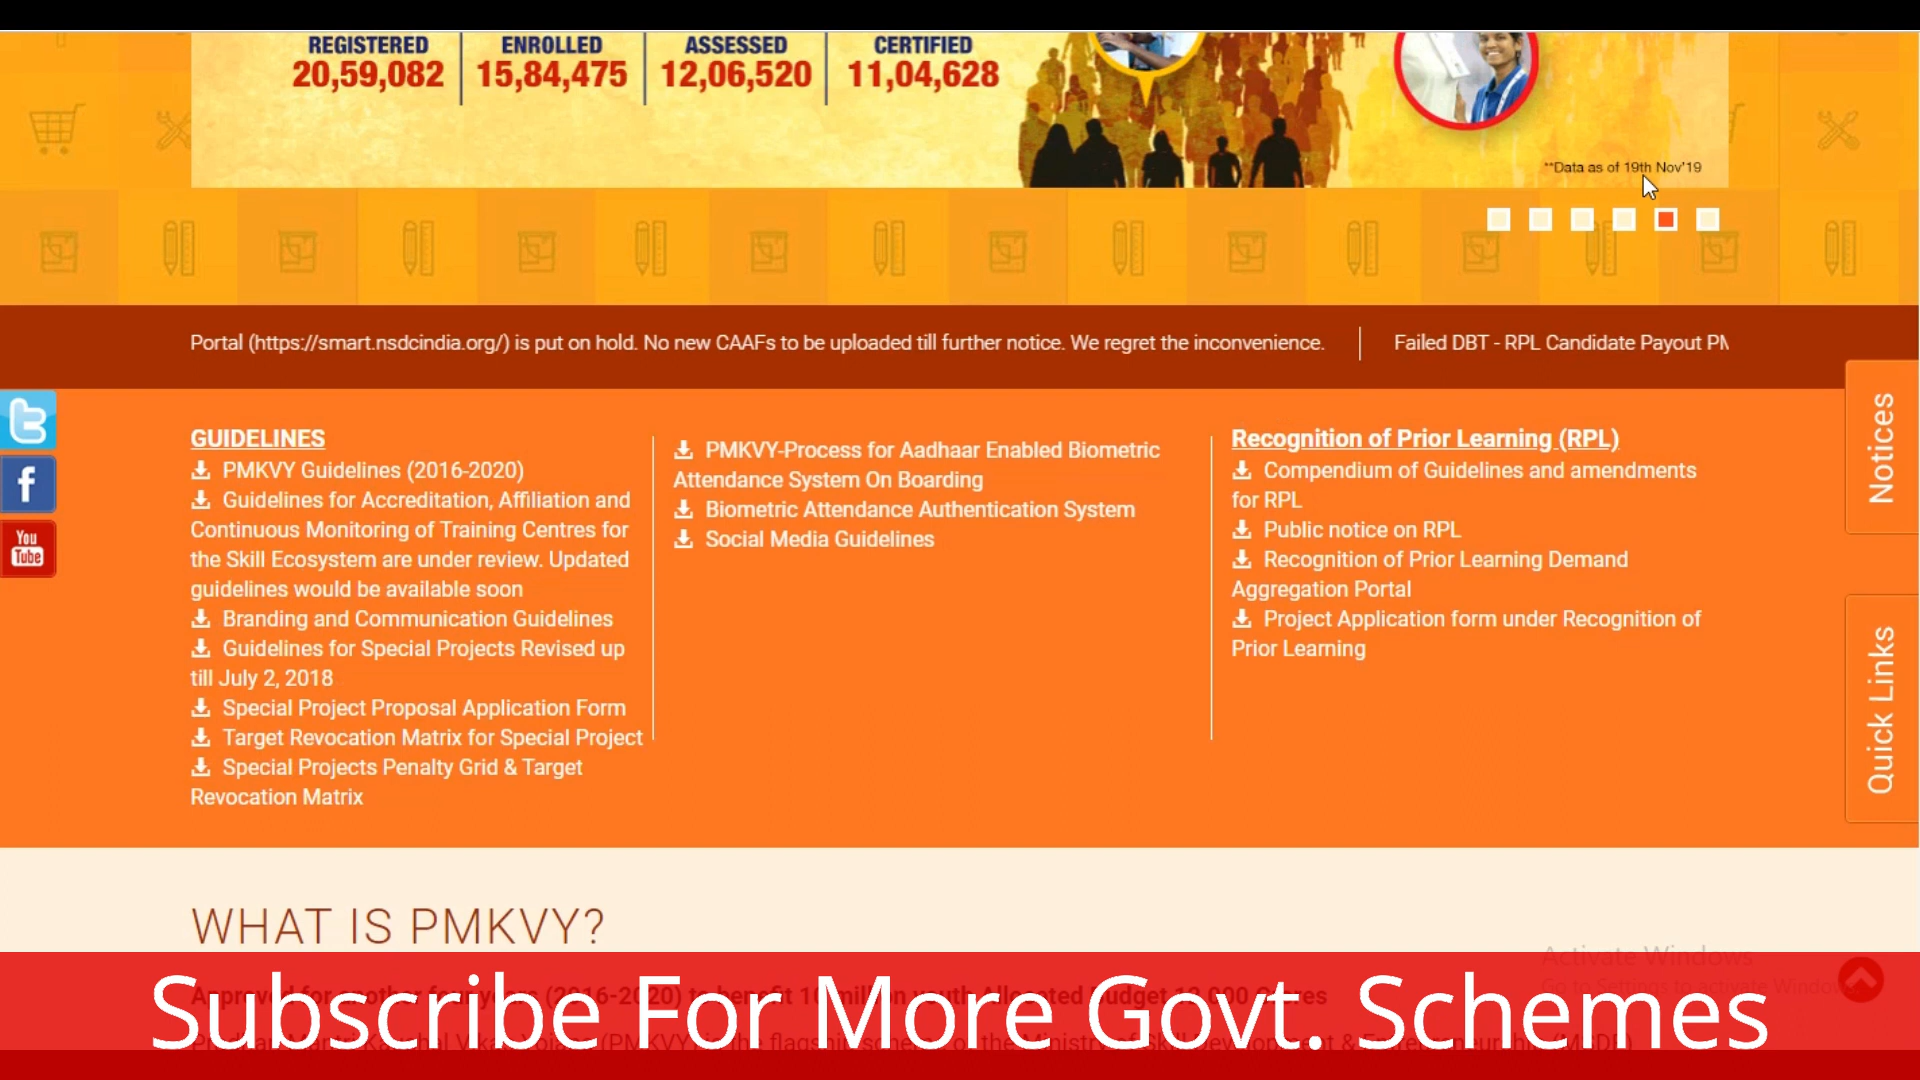 REGISTERED
20,59,082
ENROLLED
15,84,475
ASSESSED
12,06,520
CERTIFIED
11,04,628
**Data as of 19th Nov'19
Portal (https://smart.nsdcindia.org/) is put on hold. No new CAAFs to be uploaded till further notice. We regret the inconvenience.
Failed DBT - RPL Candidate Payout
You
Tube
GUIDELINES
PMKVY Guidelines (2016-2020)
Guidelines for Accreditation, Affiliation and
Continuous Monitoring of Training Centres for
the Skill Ecosystem are under review. Updated
guidelines would be available soon
Branding and Communication Guidelines
Guidelines for Special Projects Revised up
till July 2, 2018
Special Project Proposal Application Form
Target Revocation Matrix for Special Project
Special Projects Penalty Grid & Target
Revocation Matrix
PMKVY-Process for Aadhaar Enabled Biometric
Attendance System On Boarding
Biometric Attendance Authentication System
Social Media Guidelines
Recognition of Prior Learning (RPL)
Compendium of Guidelines and amendments
for RPL
Public notice on RPL
Recognition of Prior Learning Demand
Aggregation Portal
Project Application form under Recognition of
Prior Learning
Notices
Quick Links
WHAT IS PMKVY?
Activate Windows
Go to Settings to activate
Subscribe For More Govt. Schemes